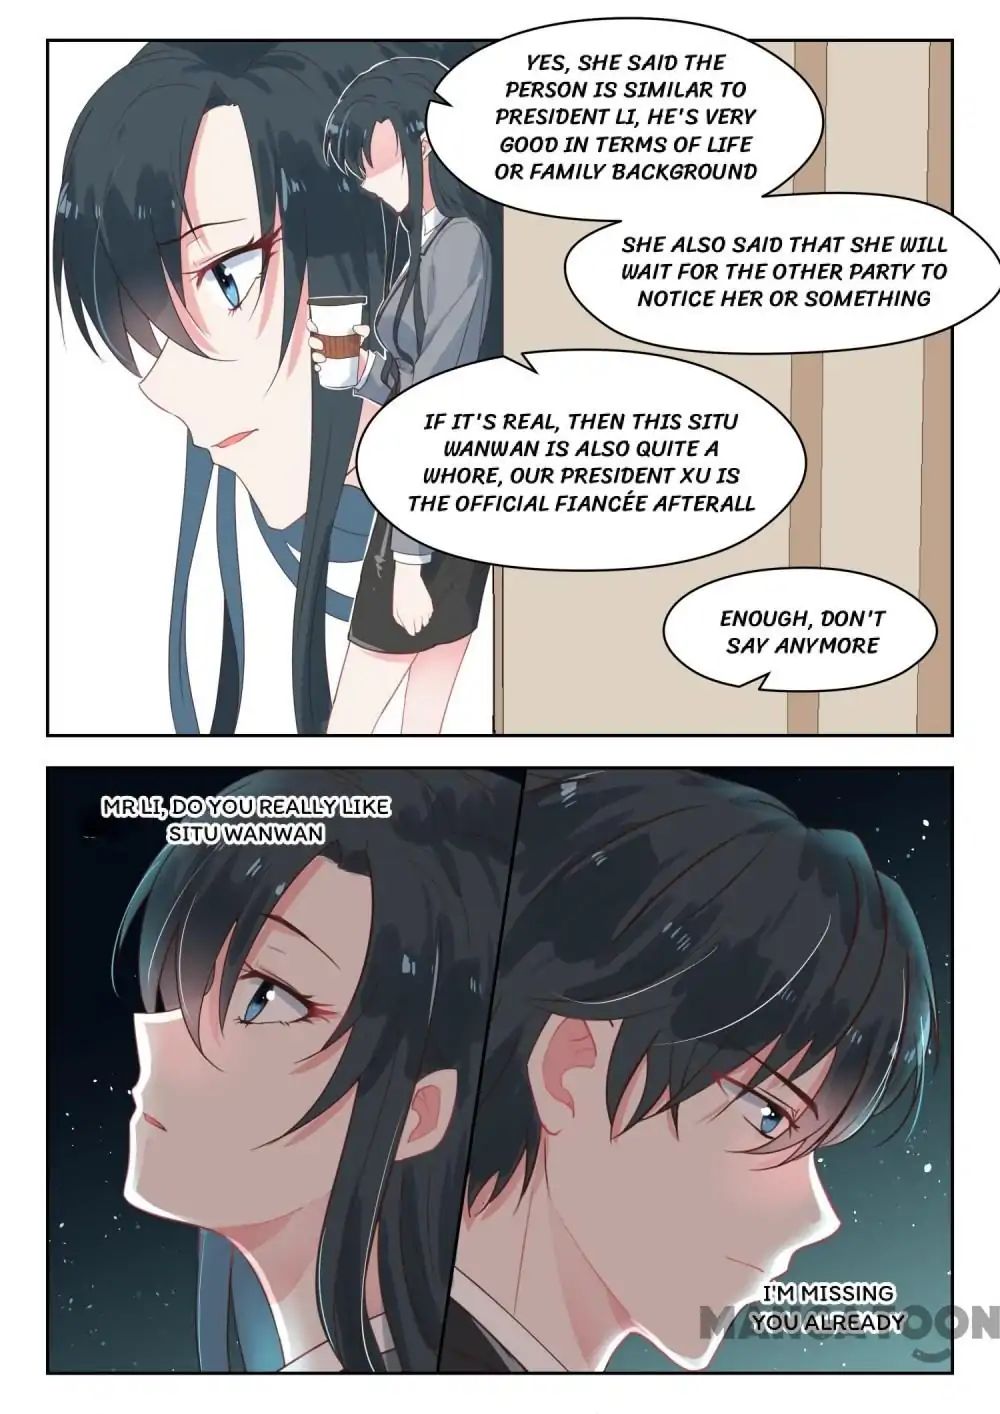 YES, SHE SAID THE
PERSON IS SIMILAR TO
PRESIDENT LI, HE'S VERY
GOOD IN TERMS OF LIFE
OR FAMILY BACKGROUND
SHE ALSO SAID THAT SHE WILL
WAIT FOR THE OTHER PARTY TO
NOTICE HER OR SOMETHING
IF IT'S REAL, THEN THIS SITU
WANWAN IS ALSO QUITE A
WHORE, OUR PRESIDENT XU IS
THE OFFICIAL FIANCÉE AFTERALL
ENOUGH, DON'T
SAY ANYMORE
MR LI, DO YOU REALLY LIKE
SITU WANWAN
I'M MISSING
YOU ALREADY
MANGATOON